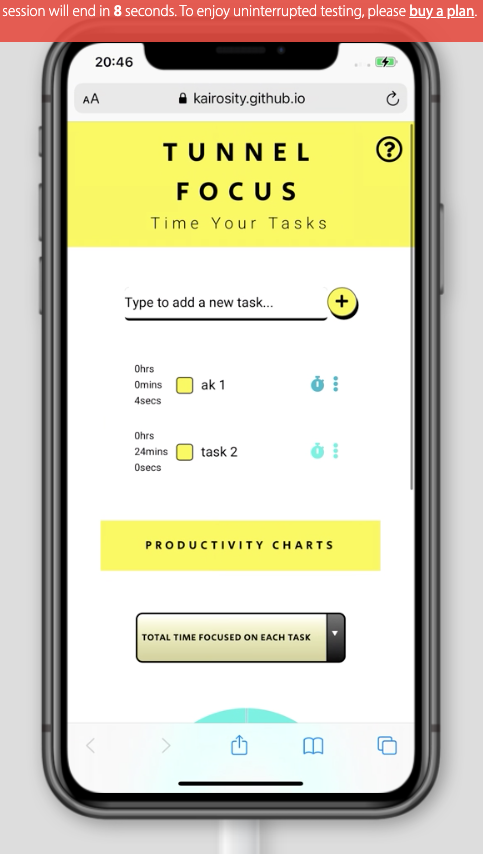 session will end in 8 seconds. To enjoy uninterrupted testing, please buy a plan.
20:46
AA kairosity.github.io
TUNNEL
FOCUS
?
Time Your Tasks
Type to add a new task... +
0hrs
0mins ak 1
4secs
0hrs
24mins task 2
0secs
PRODUCTIVITY CHARTS
TOTAL TIME FOCUSED ON EACH TASK